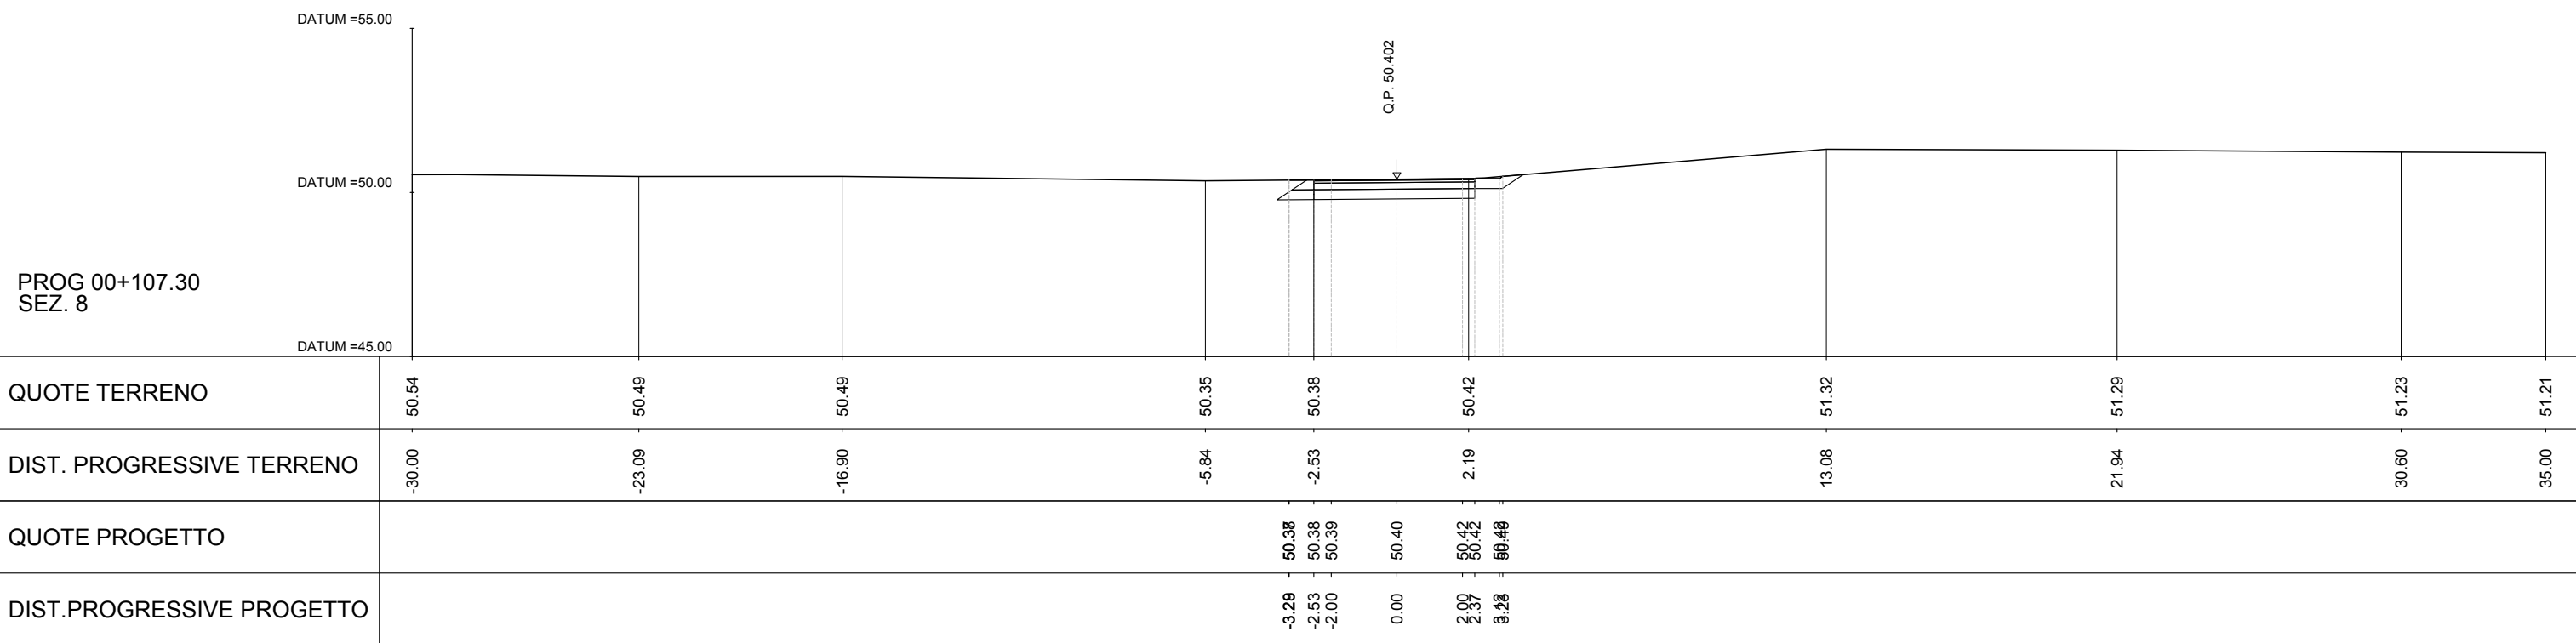 DATUM =55.00
Q.P. 50.402
DATUM =50.00
PROG 00+107.30
SEZ. 8
DATUM =45.00
QUOTE TERRENO 50.54 50.49 50.49 50.35 50.38 50.42 51.32 51.29 51.23 51.21
DIST. PROGRESSIVE TERRENO -30.00 -23.09 -16.90 -5.84 -2.53 2.19 13.08 21.94 30.60 35.00
QUOTE PROGETTO 50.38 50.39 50.40 50.42 50.42
DIST.PROGRESSIVE PROGETTO -2.53 -2.00 0.00 2.00 2.37